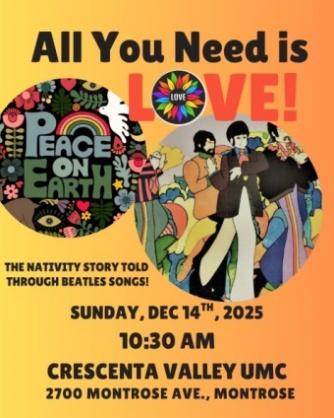 All You Need is
LOVE!
LOVE
PEACE
ON
EARTH
THE NATIVITY STORY TOLD
THROUGH BEATLES SONGS!
SUNDAY, DEC 14TH, 2025
10:30 AM
CRESCENTA VALLEY UMC
2700 MONTROSE AVE., MONTROSE